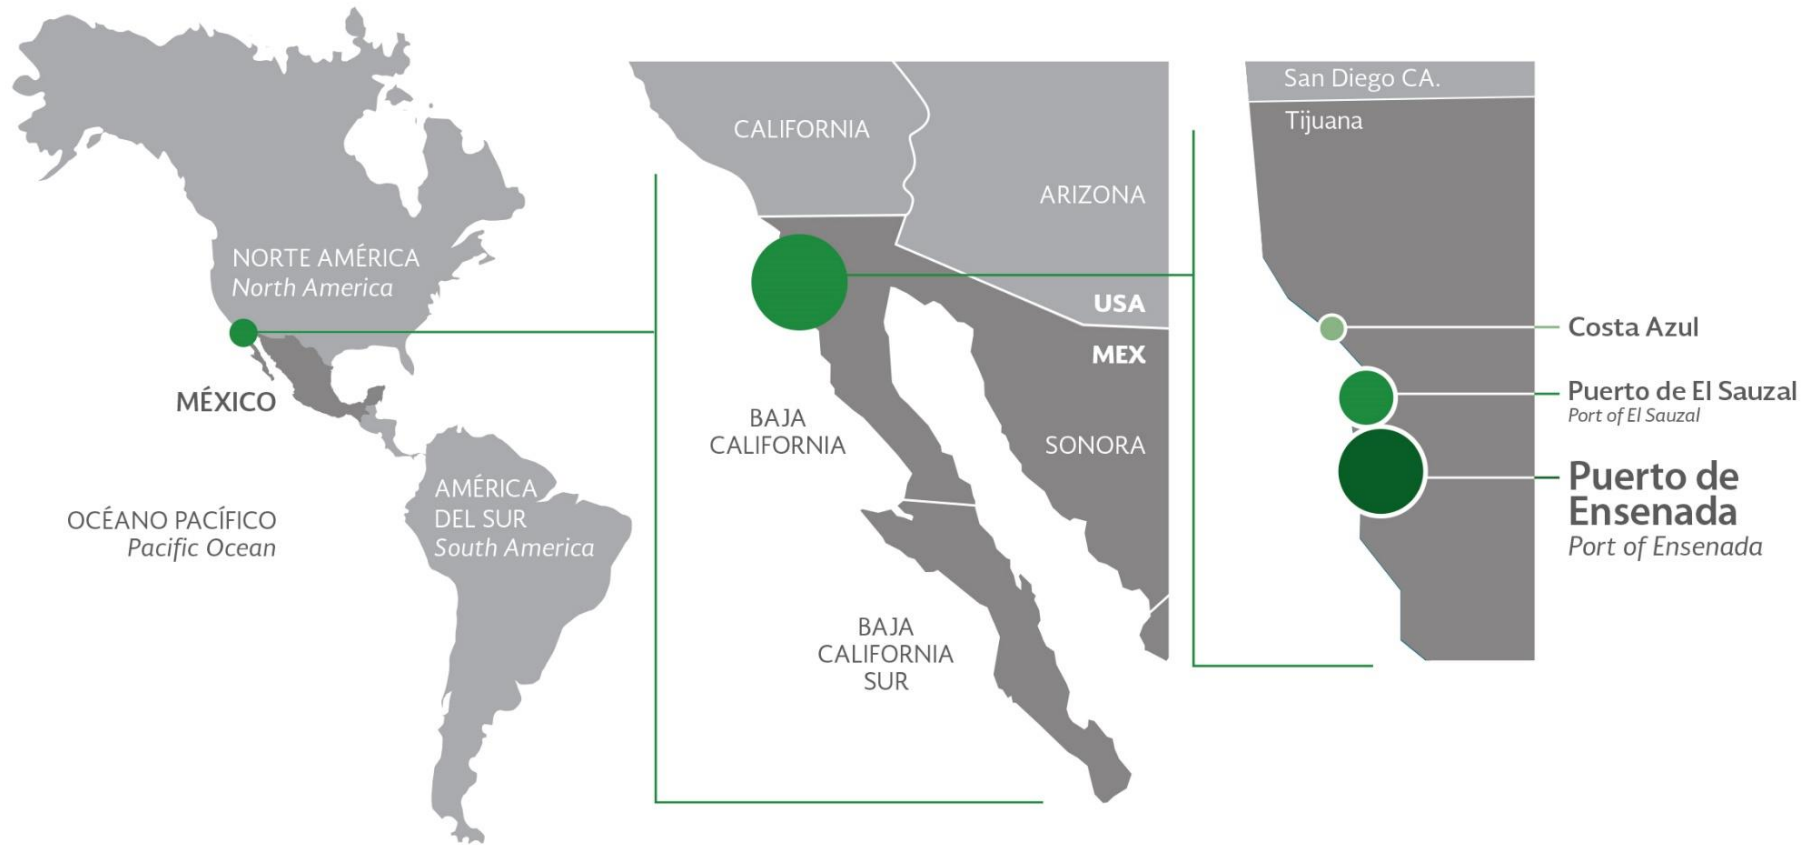 NORTE AMÉRICA
North America
MÉXICO
OCÉANO PACÍFICO
Pacific Ocean
AMÉRICA
DEL SUR
South America
CALIFORNIA
ARIZONA
USA
MEX
BAJA
CALIFORNIA
SONORA
BAJA
CALIFORNIA
SUR
San Diego CA.
Tijuana
Costa Azul
Puerto de El Sauzal
Port of El Sauzal
Puerto de
Ensenada
Port of Ensenada